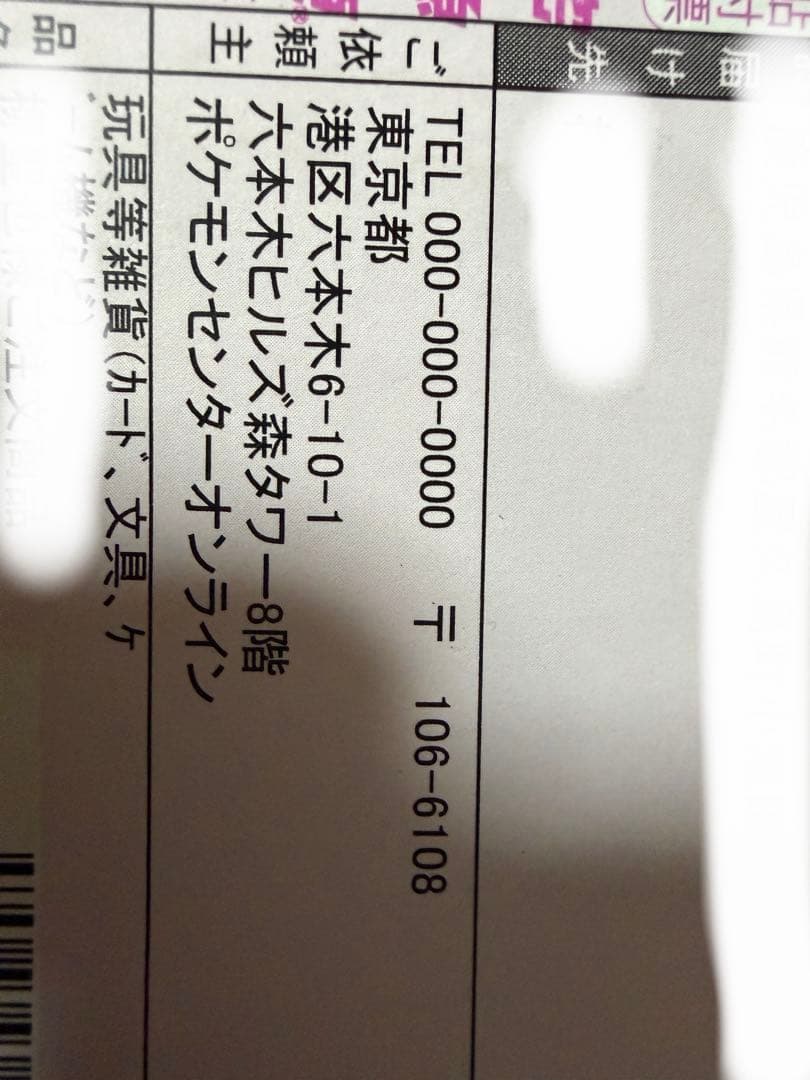 届け先
ご依頼主
TEL 000-000-0000 〒 106-6108
東京都
港区六本木6-10-1
六本木ヒルズ森タワー8階
ポケモンセンターオンライン
品
玩具等雑貨(カード、文具、ケ